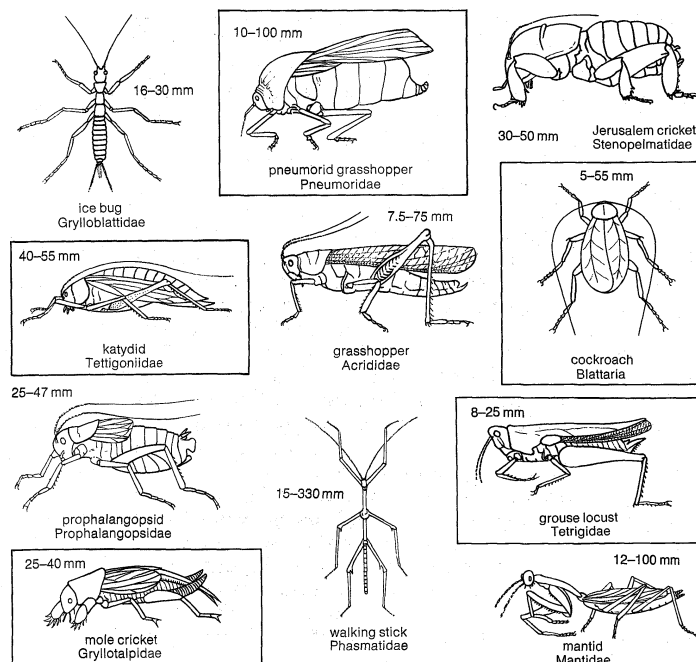 16–30 mm
ice bug
Grylloblattidae
10–100 mm
pneumorid grasshopper
Pneumoridae
30–50 mm
Jerusalem cricket
Stenopelmatidae
40–55 mm
katydid
Tettigoniidae
7.5–75 mm
grasshopper
Acrididae
5–55 mm
cockroach
Blattaria
25–47 mm
prophalangopsid
Prophalangopsidae
15–330 mm
walking stick
Phasmatidae
8–25 mm
grouse locust
Tetrigidae
25–40 mm
mole cricket
Gryllotalpidae
12–100 mm
mantid
Mantidae